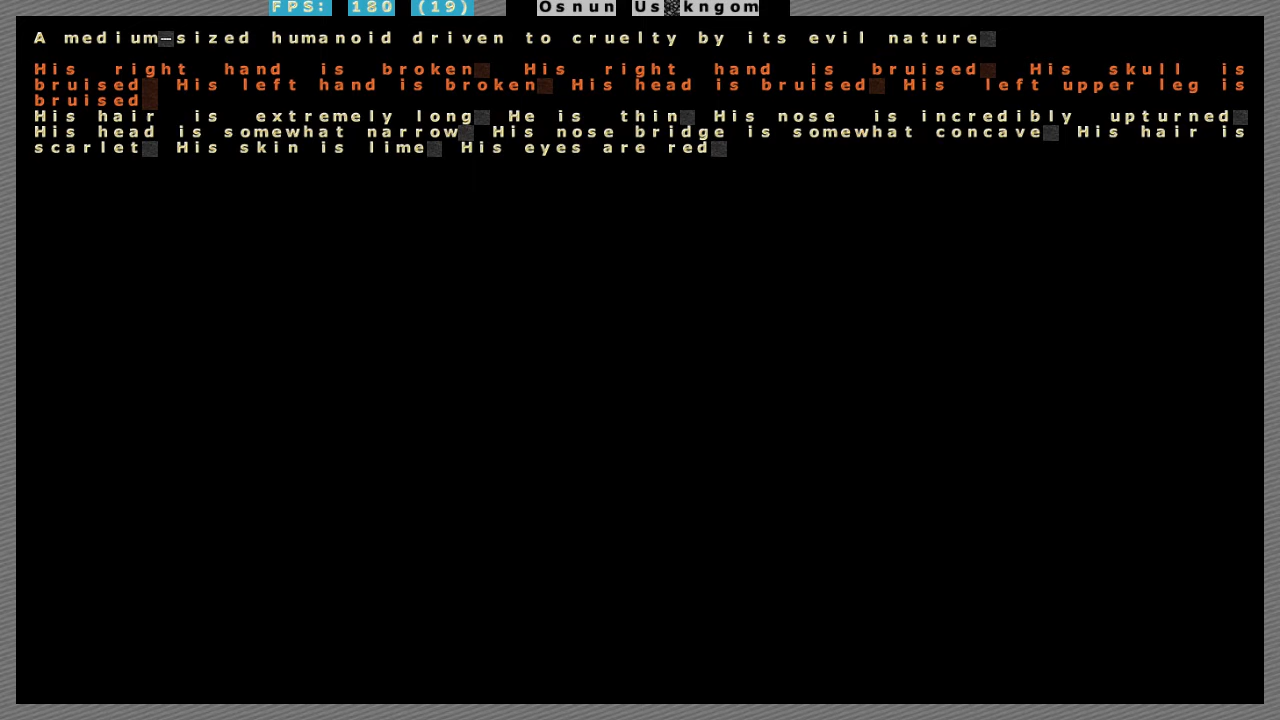 FPS: 180 (19) Osnun
A medium-sized humanoid driven to cruelty by its evil nature
His right hand is broken His right hand is bruised His skull is
bruised His left hand is broken His head is bruised His left upper leg is
bruised
His hair is extremely long He is thin His nose is incredibly upturned
His head is somewhat narrow His nose bridge is somewhat concave His hair is
scarlet His skin is lime His eyes are red